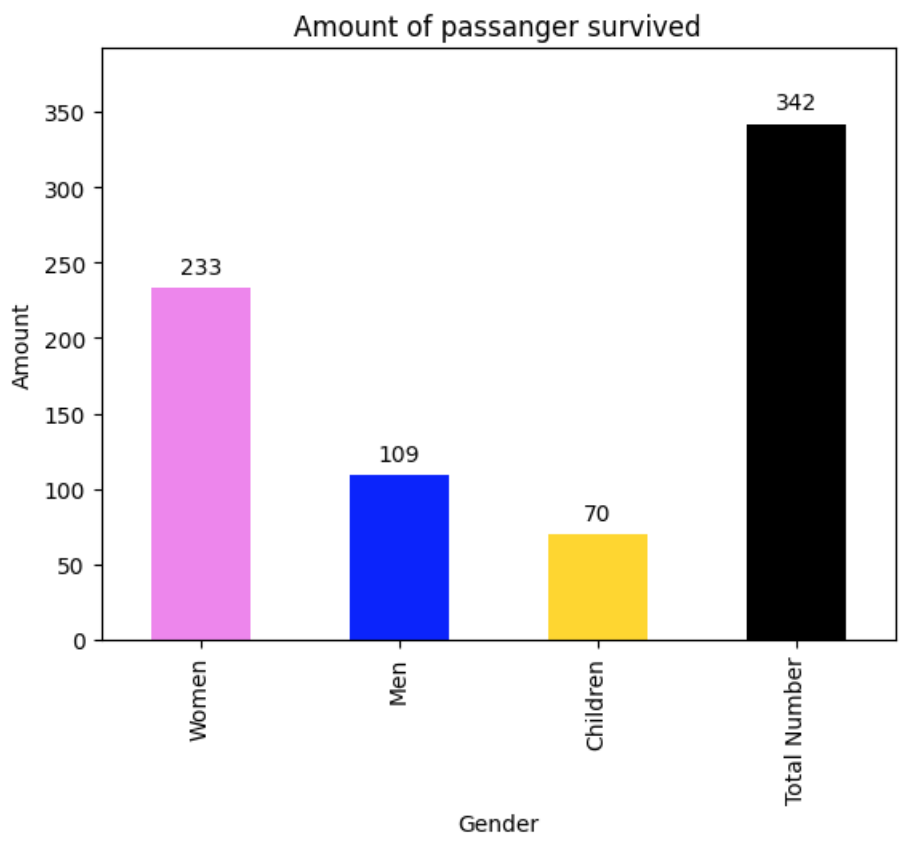 Amount of passanger survived
Amount
350
300
250
200
150
100
50
0
233
109
70
342
Women
Men
Children
Total Number
Gender